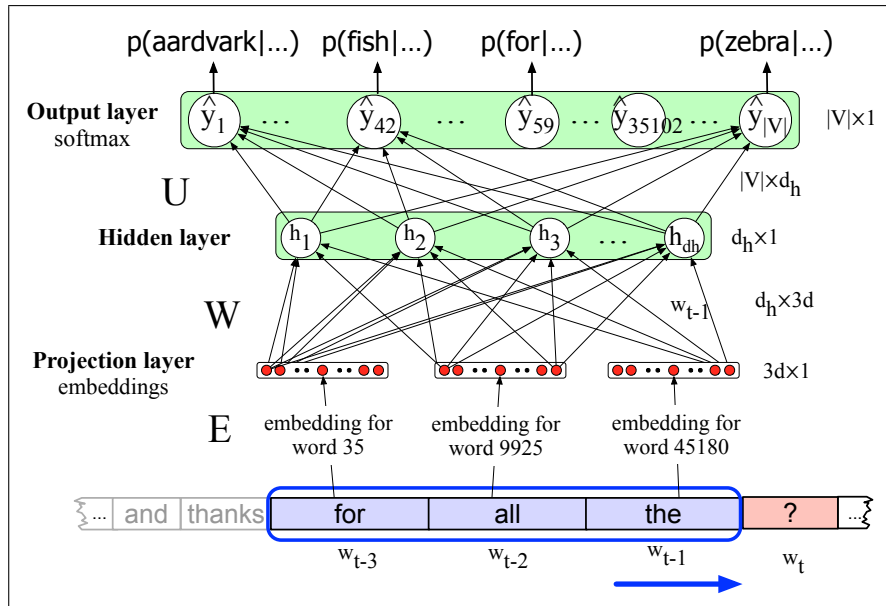 p(aardvark|...) p(fish|...) p(for|...) p(zebra|...)
Output layer
softmax
ŷ1 ... ŷ42 ... ŷ59 ... ŷ35102 ... ŷ|V|
|V|×1
U
|V|×dh
Hidden layer
h1 h2 h3 ... hdh
dh×1
W
wt-1
dh×3d
Projection layer
embeddings
3d×1
E
embedding for
word 35
embedding for
word 9925
embedding for
word 45180
... and thanks for all the ? ...
wt-3 wt-2 wt-1 wt